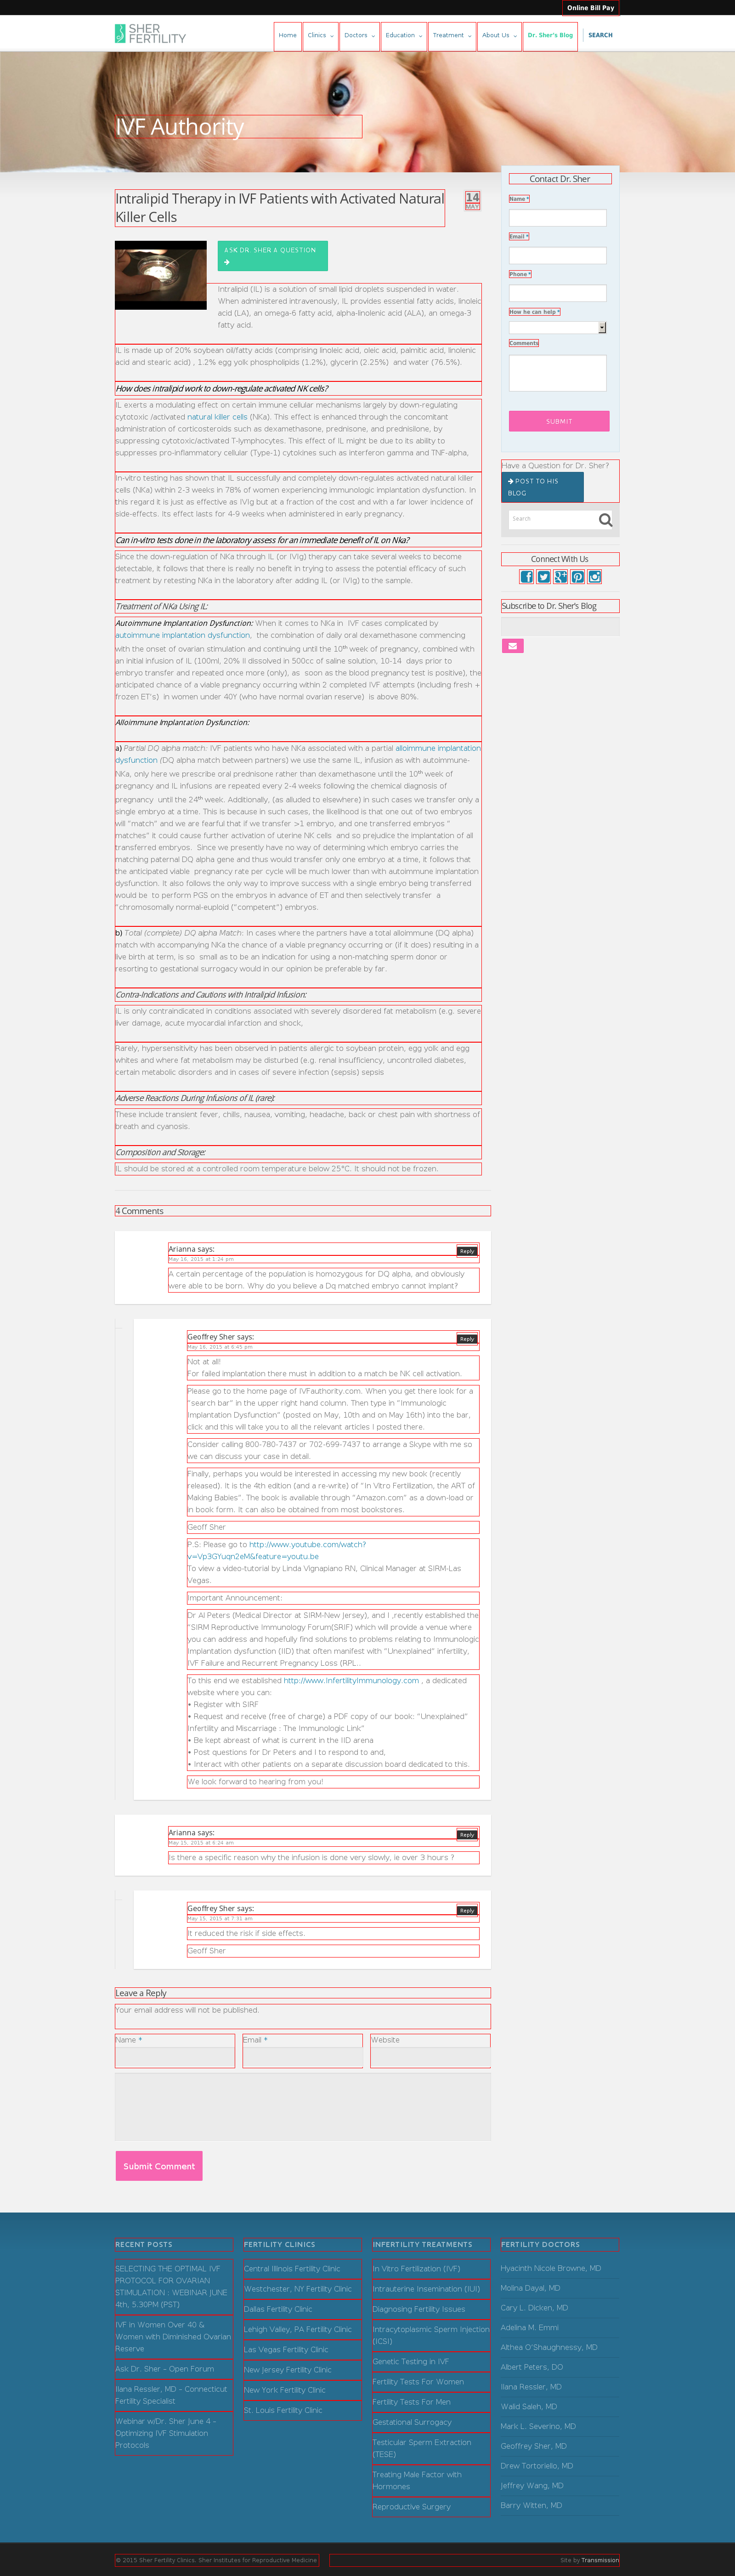 Online Bill Pay
SHER
FERTILITY
Home
Clinics
Doctors
Education
Treatment
About Us
Dr. Sher's Blog
SEARCH
IVF Authority
Intralipid Therapy in IVF Patients with Activated Natural
Killer Cells
14
MAY
ASK DR. SHER A QUESTION
Intralipid (IL) is a solution of small lipid droplets suspended in water.
When administered intravenously, IL provides essential fatty acids, linoleic
acid (LA), an omega-6 fatty acid, alpha-linolenic acid (ALA), an omega-3
fatty acid.
IL is made up of 20% soybean oil/fatty acids (comprising linoleic acid, oleic acid, palmitic acid, linolenic
acid and stearic acid) , 1.2% egg yolk phospholipids (1.2%), glycerin (2.25%) and water (76.5%).
How does intralipid work to down-regulate activated NK cells?
IL exerts a modulating effect on certain immune cellular mechanisms largely by down-regulating
cytotoxic /activated natural killer cells (NKa). This effect is enhanced through the concomitant
administration of corticosteroids such as dexamethasone, prednisone, and prednisilone, by
suppressing cytotoxic/activated T-lymphocytes. This effect of IL might be due to its ability to
suppresses pro-inflammatory cellular (Type-1) cytokines such as interferon gamma and TNF-alpha,
In-vitro testing has shown that IL successfully and completely down-regulates activated natural killer
cells (NKa) within 2-3 weeks in 78% of women experiencing immunologic implantation dysfunction. In
this regard it is just as effective as IVIg but at a fraction of the cost and with a far lower incidence of
side-effects. Its effect lasts for 4-9 weeks when administered in early pregnancy.
Can in-vitro tests done in the laboratory assess for an immediate benefit of IL on Nka?
Since the down-regulation of NKa through IL (or IVIg) therapy can take several weeks to become
detectable, it follows that there is really no benefit in trying to assess the potential success of such
treatment by retesting NKa in the laboratory after adding IL (or IVIg) to the sample.
Treatment of NKa Using IL:
Autoimmune Implantation Dysfunction: When it comes to NKa in IVF cases complicated by
autoimmune implantation dysfunction, the combination of daily oral dexamethasone commencing
with the onset of ovarian stimulation and continuing until the 10th week of pregnancy, combined with
an initial infusion of IL (100ml, 20% Il dissolved in 500cc of saline solution, 10-14 days prior to
embryo transfer and repeated once more (only), as soon as the blood pregnancy test is positive), the
anticipated chance of a viable pregnancy occurring within 2 completed IVF attempts (including fresh +
frozen ET's) in women under 40Y (who have normal ovarian reserve) is above 80%.
Alloimmune Implantation Dysfunction:
a) Partial DQ alpha match: IVF patients who have NKa associated with a partial alloimmune implantation
dysfunction (DQ alpha match between partners) we use the same IL, infusion as with autoimmune-
NKa, only here we prescribe oral prednisone rather than dexamethasone until the 10th week of
pregnancy and IL infusions are repeated every 2-4 weeks following the chemical diagnosis of
pregnancy until the 24th week. Additionally, (as alluded to elsewhere) in such cases we transfer only a
single embryo at a time. This is because in such cases, the likelihood is that one out of two embryos
will "match" and we are fearful that if we transfer >1 embryo, and one transferred embryos "
matches" it could cause further activation of uterine NK cells and so prejudice the implantation of all
transferred embryos. Since we presently have no way of determining which embryo carries the
matching paternal DQ alpha gene and thus would transfer only one embryo at a time, it follows that
the anticipated viable pregnancy rate per cycle will be much lower than with autoimmune implantation
dysfunction. It also follows the only way to improve success with a single embryo being transferred
would be to perform PGS on the embryos in advance of ET and then selectively transfer a
"chromosomally normal-euploid ("competent") embryos.
b) Total (complete) DQ alpha Match: In cases where the partners have a total alloimmune (DQ alpha)
match with accompanying NKa the chance of a viable pregnancy occurring or (if it does) resulting in a
live birth at term, is so small as to be an indication for using a non-matching sperm donor or
resorting to gestational surrogacy would in our opinion be preferable by far.
Contra-Indications and Cautions with Intralipid Infusion:
IL is only contraindicated in conditions associated with severely disordered fat metabolism (e.g. severe
liver damage, acute myocardial infarction and shock,
Rarely, hypersensitivity has been observed in patients allergic to soybean protein, egg yolk and egg
whites and where fat metabolism may be disturbed (e.g. renal insufficiency, uncontrolled diabetes,
certain metabolic disorders and in cases oif severe infection (sepsis) sepsis
Adverse Reactions During Infusions of IL (rare):
These include transient fever, chills, nausea, vomiting, headache, back or chest pain with shortness of
breath and cyanosis.
Composition and Storage:
IL should be stored at a controlled room temperature below 25°C. It should not be frozen.
4 Comments
Arianna says:
Reply
May 16, 2015 at 1:24 pm
A certain percentage of the population is homozygous for DQ alpha, and obviously
were able to be born. Why do you believe a Dq matched embryo cannot implant?
Geoffrey Sher says:
Reply
May 16, 2015 at 6:45 pm
Not at all!
For failed implantation there must in addition to a match be NK cell activation.
Please go to the home page of IVFauthority.com. When you get there look for a
"search bar" in the upper right hand column. Then type in "Immunologic
Implantation Dysfunction" (posted on May, 10th and on May 16th) into the bar,
click and this will take you to all the relevant articles I posted there.
Consider calling 800-780-7437 or 702-699-7437 to arrange a Skype with me so
we can discuss your case in detail.
Finally, perhaps you would be interested in accessing my new book (recently
released). It is the 4th edition (and a re-write) of "In Vitro Fertilization, the ART of
Making Babies". The book is available through "Amazon.com" as a down-load or
in book form. It can also be obtained from most bookstores.
Geoff Sher
P.S: Please go to http://www.youtube.com/watch?
v=Vp3GYuqn2eM&feature=youtu.be
To view a video-tutorial by Linda Vignapiano RN, Clinical Manager at SIRM-Las
Vegas.
Important Announcement:
Dr Al Peters (Medical Director at SIRM-New Jersey), and I ,recently established the
"SIRM Reproductive Immunology Forum(SRIF) which will provide a venue where
you can address and hopefully find solutions to problems relating to Immunologic
Implantation dysfunction (IID) that often manifest with "Unexplained" infertility,
IVF Failure and Recurrent Pregnancy Loss (RPL..
To this end we established http://www.InfertilityImmunology.com , a dedicated
website where you can:
• Register with SIRF
• Request and receive (free of charge) a PDF copy of our book: "Unexplained"
Infertility and Miscarriage : The Immunologic Link"
• Be kept abreast of what is current in the IID arena
• Post questions for Dr Peters and I to respond to and,
• Interact with other patients on a separate discussion board dedicated to this.
We look forward to hearing from you!
Arianna says:
Reply
May 15, 2015 at 6:24 am
Is there a specific reason why the infusion is done very slowly, ie over 3 hours ?
Geoffrey Sher says:
Reply
May 15, 2015 at 7:31 am
It reduced the risk if side effects.
Geoff Sher
Leave a Reply
Your email address will not be published.
Name *
Email *
Website
Submit Comment
Contact Dr. Sher
Name *
Email *
Phone *
How he can help *
Comments
SUBMIT
Have a Question for Dr. Sher?
POST TO HIS
BLOG
Search
Connect With Us
Subscribe to Dr. Sher's Blog
RECENT POSTS
SELECTING THE OPTIMAL IVF
PROTOCOL FOR OVARIAN
STIMULATION : WEBINAR JUNE
4th, 5.30PM (PST)
IVF in Women Over 40 &
Women with Diminished Ovarian
Reserve
Ask Dr. Sher – Open Forum
Ilana Ressler, MD – Connecticut
Fertility Specialist
Webinar w/Dr. Sher June 4 –
Optimizing IVF Stimulation
Protocols
FERTILITY CLINICS
Central Illinois Fertility Clinic
Westchester, NY Fertility Clinic
Dallas Fertility Clinic
Lehigh Valley, PA Fertility Clinic
Las Vegas Fertility Clinic
New Jersey Fertility Clinic
New York Fertility Clinic
St. Louis Fertility Clinic
INFERTILITY TREATMENTS
In Vitro Fertilization (IVF)
Intrauterine Insemination (IUI)
Diagnosing Fertility Issues
Intracytoplasmic Sperm Injection
(ICSI)
Genetic Testing in IVF
Fertility Tests For Women
Fertility Tests For Men
Gestational Surrogacy
Testicular Sperm Extraction
(TESE)
Treating Male Factor with
Hormones
Reproductive Surgery
FERTILITY DOCTORS
Hyacinth Nicole Browne, MD
Molina Dayal, MD
Cary L. Dicken, MD
Adelina M. Emmi
Althea O'Shaughnessy, MD
Albert Peters, DO
Ilana Ressler, MD
Walid Saleh, MD
Mark L. Severino, MD
Geoffrey Sher, MD
Drew Tortoriello, MD
Jeffrey Wang, MD
Barry Witten, MD
© 2015 Sher Fertility Clinics. Sher Institutes for Reproductive Medicine.
Site by Transmission